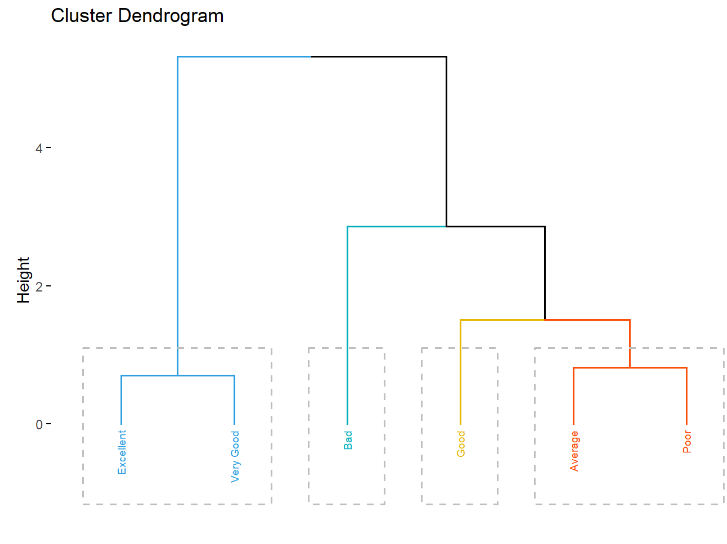 Cluster Dendrogram
Height
4
2
0
Excellent
Very Good
Bad
Good
Average
Poor